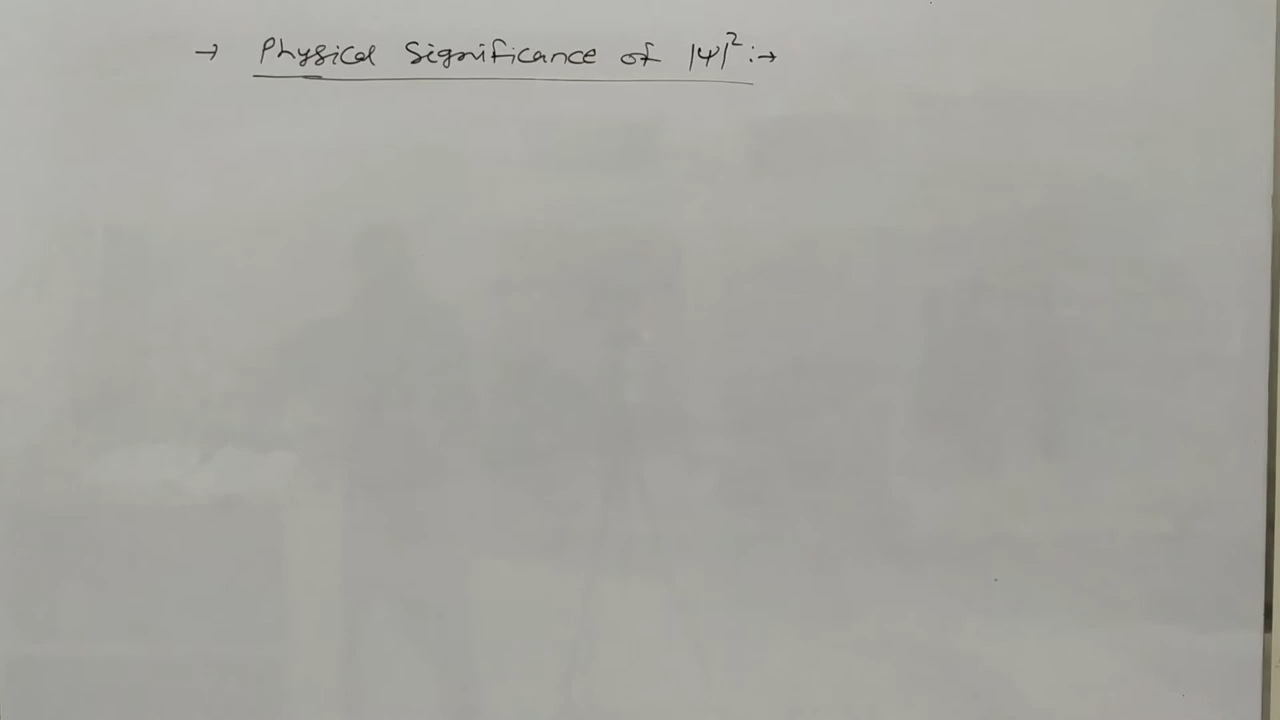 → Physical Significance of |ψ|²:→